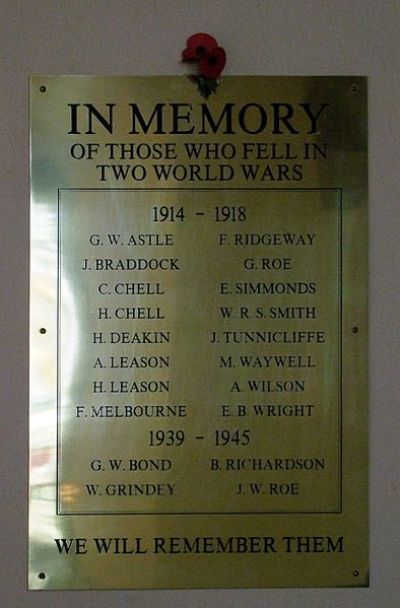 IN MEMORY
OF THOSE WHO FELL IN
TWO WORLD WARS
1914 - 1918
G. W. ASTLE F. RIDGEWAY
J. BRADDOCK G. ROE
C. CHELL E. SIMMONDS
H. CHELL W. R. S. SMITH
H. DEAKIN J. TUNNICLIFFE
A. LEASON M. WAYWELL
H. LEASON A. WILSON
F. MELBOURNE E. B. WRIGHT
1939 - 1945
G. W. BOND B. RICHARDSON
W. GRINDEY J. W. ROE
WE WILL REMEMBER THEM